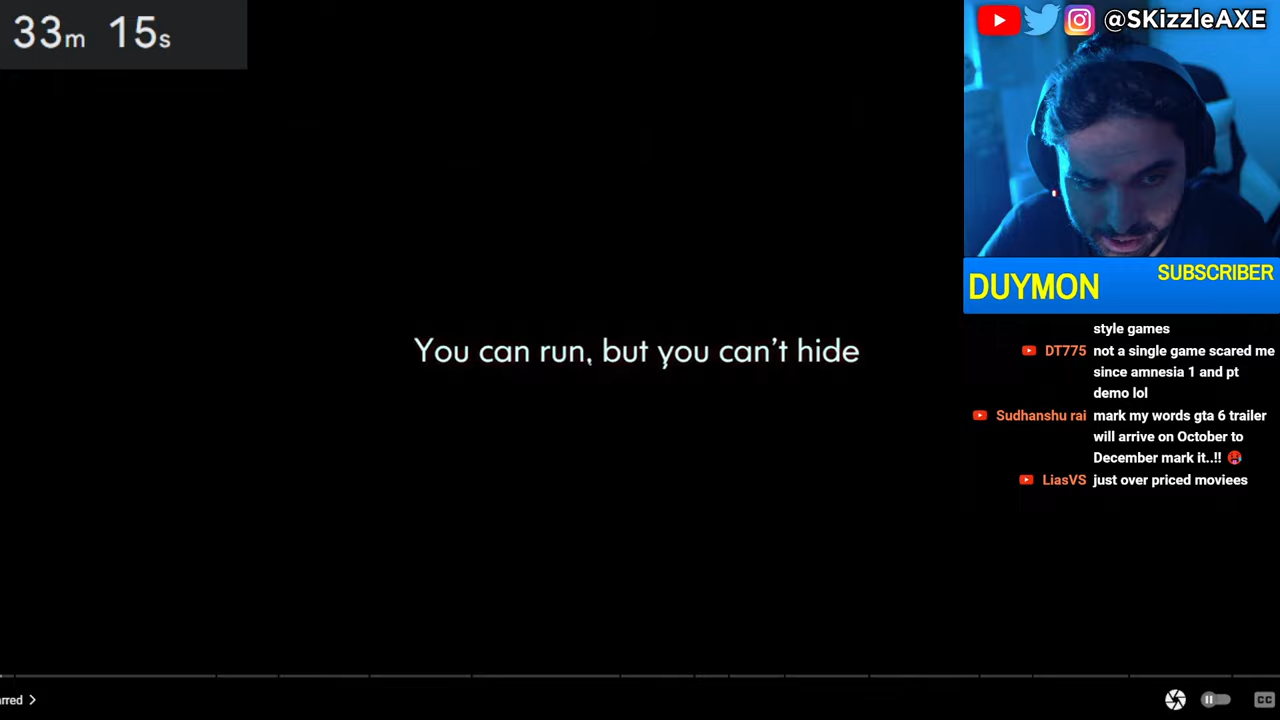 33m 15s
@SKizzleAXE
SUBSCRIBER
DUYMON
style games
DT775 not a single game scared me
since amnesia 1 and pt
demo lol
Sudhanshu rai mark my words gta 6 trailer
will arrive on October to
December mark it..!! 🥵
LiasVS just over priced moviees
You can run, but you can't hide
rred >
CC